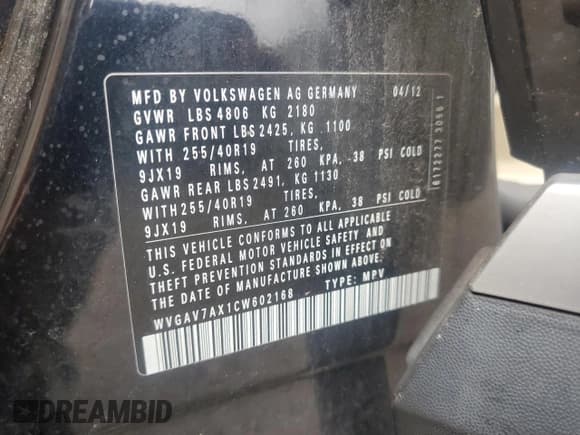 MFD BY VOLKSWAGEN AG GERMANY 04/12
GVWR LBS 4806 KG 2180
GAWR FRONT LBS 2425, KG .1100
WITH 255/40R19 TIRES,
9JX19 RIMS, AT 260 KPA, 38 PSI COLD
GAWR REAR LBS 2491, KG 1130
WITH 255/40R19 TIRES,
9JX19 RIMS, AT 260 KPA, 38 PSI COLD
THIS VEHICLE CONFORMS TO ALL APPLICABLE
U.S. FEDERAL MOTOR VEHICLE SAFETY AND
THEFT PREVENTION STANDARDS IN EFFECT ON
THE DATE OF MANUFACTURE SHOWN ABOVE.
WVGAV7AX1CW602168 TYPE: MPV
DREAMBID